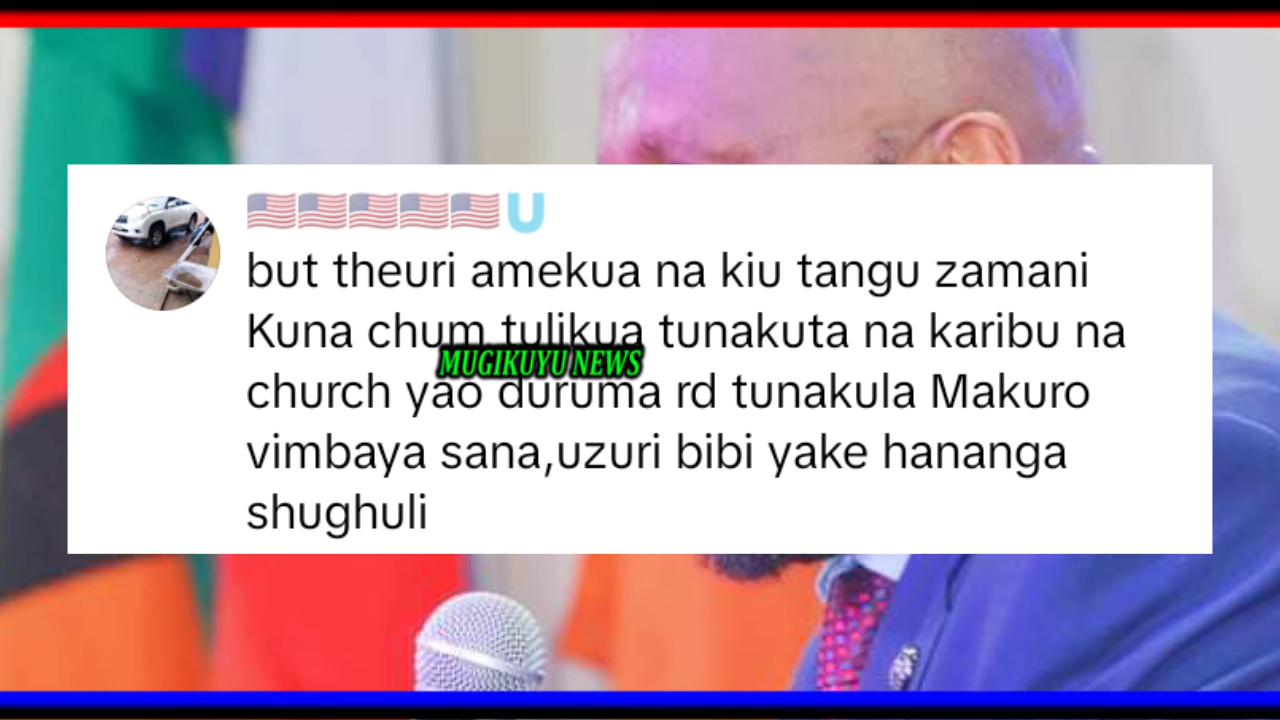 🇺🇸🇺🇸🇺🇸🇺🇸🇺🇸U
but theuri amekua na kiu tangu zamani
Kuna chum tulikua tunakuta na karibu na
MUGIKUYU NEWS
church yao duruma rd tunakula Makuro
vimbaya sana,uzuri bibi yake hananga
shughuli